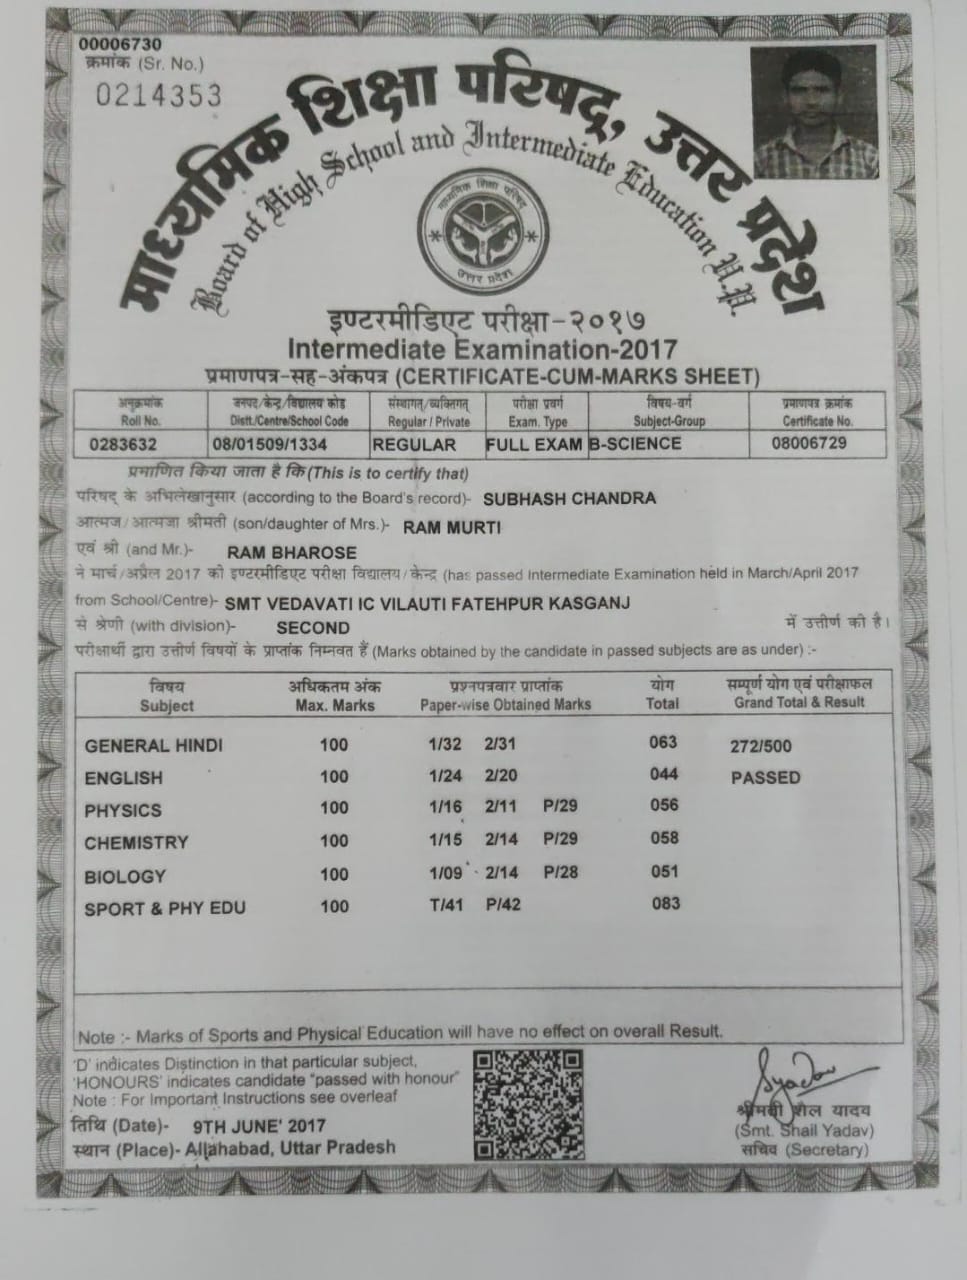 00006730
क्रमांक (Sr. No.)
0214353
माध्यमिक शिक्षा परिषद्, उत्तर प्रदेश
Board of High School and Intermediate Education U.P.
माध्यमिक शिक्षा परिषद
उत्तर प्रदेश
इण्टरमीडिएट परीक्षा-२०१७
Intermediate Examination-2017
प्रमाणपत्र-सह-अंकपत्र (CERTIFICATE-CUM-MARKS SHEET)
अनुक्रमांक जनपद/केन्द्र/विद्यालय कोड संस्थागत्/व्यक्तिगत् परीक्षा प्रवर्ग विषय-वर्ग प्रमाणपत्र क्रमांक
Roll No. Distt./Centre/School Code Regular / Private Exam. Type Subject-Group Certificate No.
0283632 08/01509/1334 REGULAR FULL EXAM B-SCIENCE 08006729
प्रमाणित किया जाता है कि (This is to certify that)
परिषद् के अभिलेखानुसार (according to the Board's record)- SUBHASH CHANDRA
आत्मज/आत्मजा श्रीमती (son/daughter of Mrs.)- RAM MURTI
एवं श्री (and Mr.)- RAM BHAROSE
ने मार्च/अप्रैल 2017 की इण्टरमीडिएट परीक्षा विद्यालय/केन्द्र (has passed Intermediate Examination held in March/April 2017
from School/Centre)- SMT VEDAVATI IC VILAUTI FATEHPUR KASGANJ
से श्रेणी (with division)- SECOND में उत्तीर्ण की है।
परीक्षार्थी द्वारा उत्तीर्ण विषयों के प्राप्तांक निम्नवत हैं (Marks obtained by the candidate in passed subjects are as under) :-
विषय अधिकतम अंक प्रश्नपत्रवार प्राप्तांक योग सम्पूर्ण योग एवं परीक्षाफल
Subject Max. Marks Paper-wise Obtained Marks Total Grand Total & Result
GENERAL HINDI 100 1/32 2/31 063 272/500
ENGLISH 100 1/24 2/20 044 PASSED
PHYSICS 100 1/16 2/11 P/29 056
CHEMISTRY 100 1/15 2/14 P/29 058
BIOLOGY 100 1/09 2/14 P/28 051
SPORT & PHY EDU 100 T/41 P/42 083
Note :- Marks of Sports and Physical Education will have no effect on overall Result.
'D' indicates Distinction in that particular subject,
'HONOURS' indicates candidate "passed with honour"
Note : For Important Instructions see overleaf
तिथि (Date)- 9TH JUNE' 2017
स्थान (Place)- Allahabad, Uttar Pradesh
Syadav
श्रीमती शैल यादव
(Smt. Shail Yadav)
सचिव (Secretary)